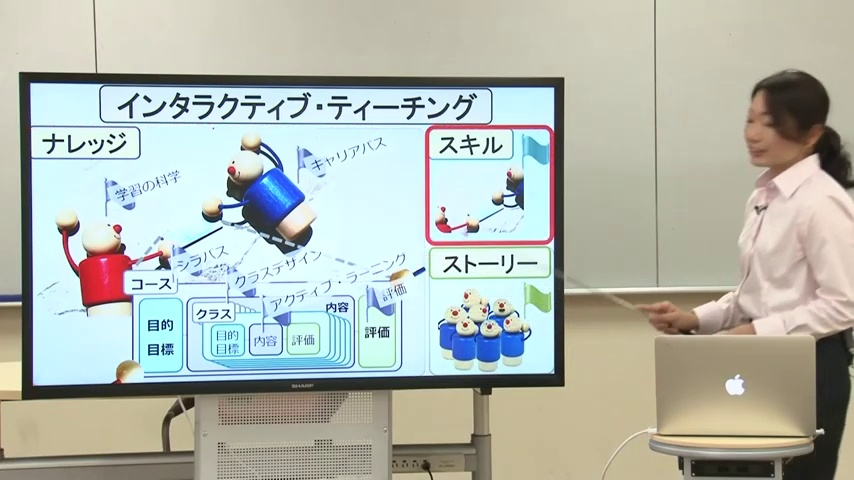 インタラクティブ・ティーチング
ナレッジ
スキル
キャリアパス
学習の科学
シラバス
クラスデザイン
アクティブ・ラーニング
評価
ストーリー
コース
目的
目標
クラス
内容
目的
目標
内容
評価
評価
SHARP